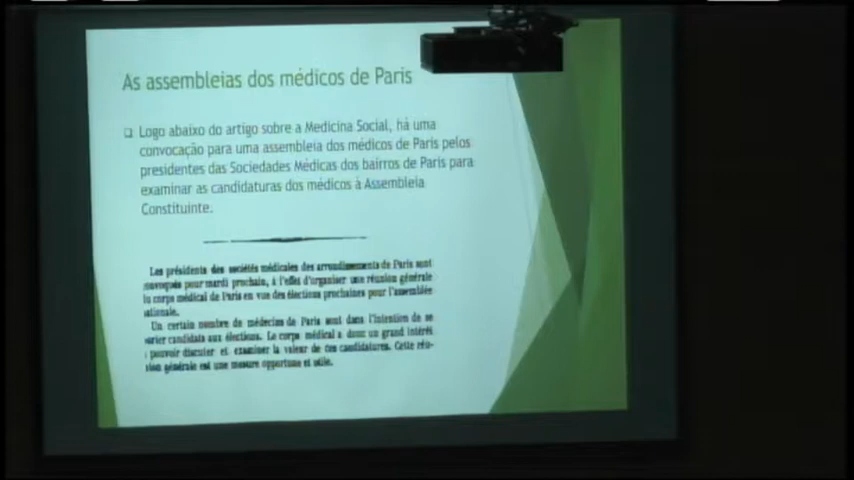 As assembleias dos médicos de Paris
❑ Logo abaixo do artigo sobre a Medicina Social, há uma
convocação para uma assembleia dos médicos de Paris pelos
presidentes das Sociedades Médicas dos bairros de Paris para
examinar as candidaturas dos médicos à Assembleia
Constituinte.
Les présidents des sociétés médicales des arrondissements de Paris sont
convoqués pour mardi prochain, à l'effet d'organiser une réunion générale
du corps médical de Paris en vue des élections prochaines pour l'assemblée
nationale.
Un certain nombre de médecins de Paris sont dans l'intention de se
porter candidats aux élections. Le corps médical a donc un grand intérêt
à pouvoir discuter et examiner la valeur de ces candidatures. Cette réu-
nion générale est une mesure opportune et utile.